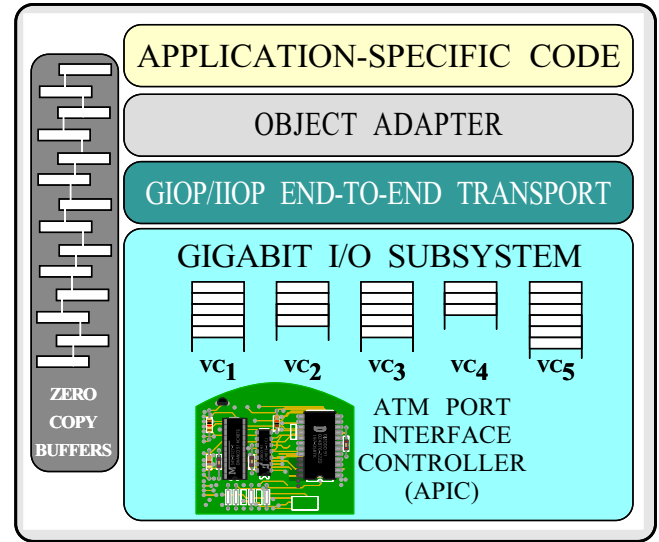 APPLICATION-SPECIFIC CODE
OBJECT ADAPTER
GIOP/IIOP END-TO-END TRANSPORT
GIGABIT I/O SUBSYSTEM
VC1 VC2 VC3 VC4 VC5
ATM PORT
INTERFACE
CONTROLLER
(APIC)
ZERO
COPY
BUFFERS